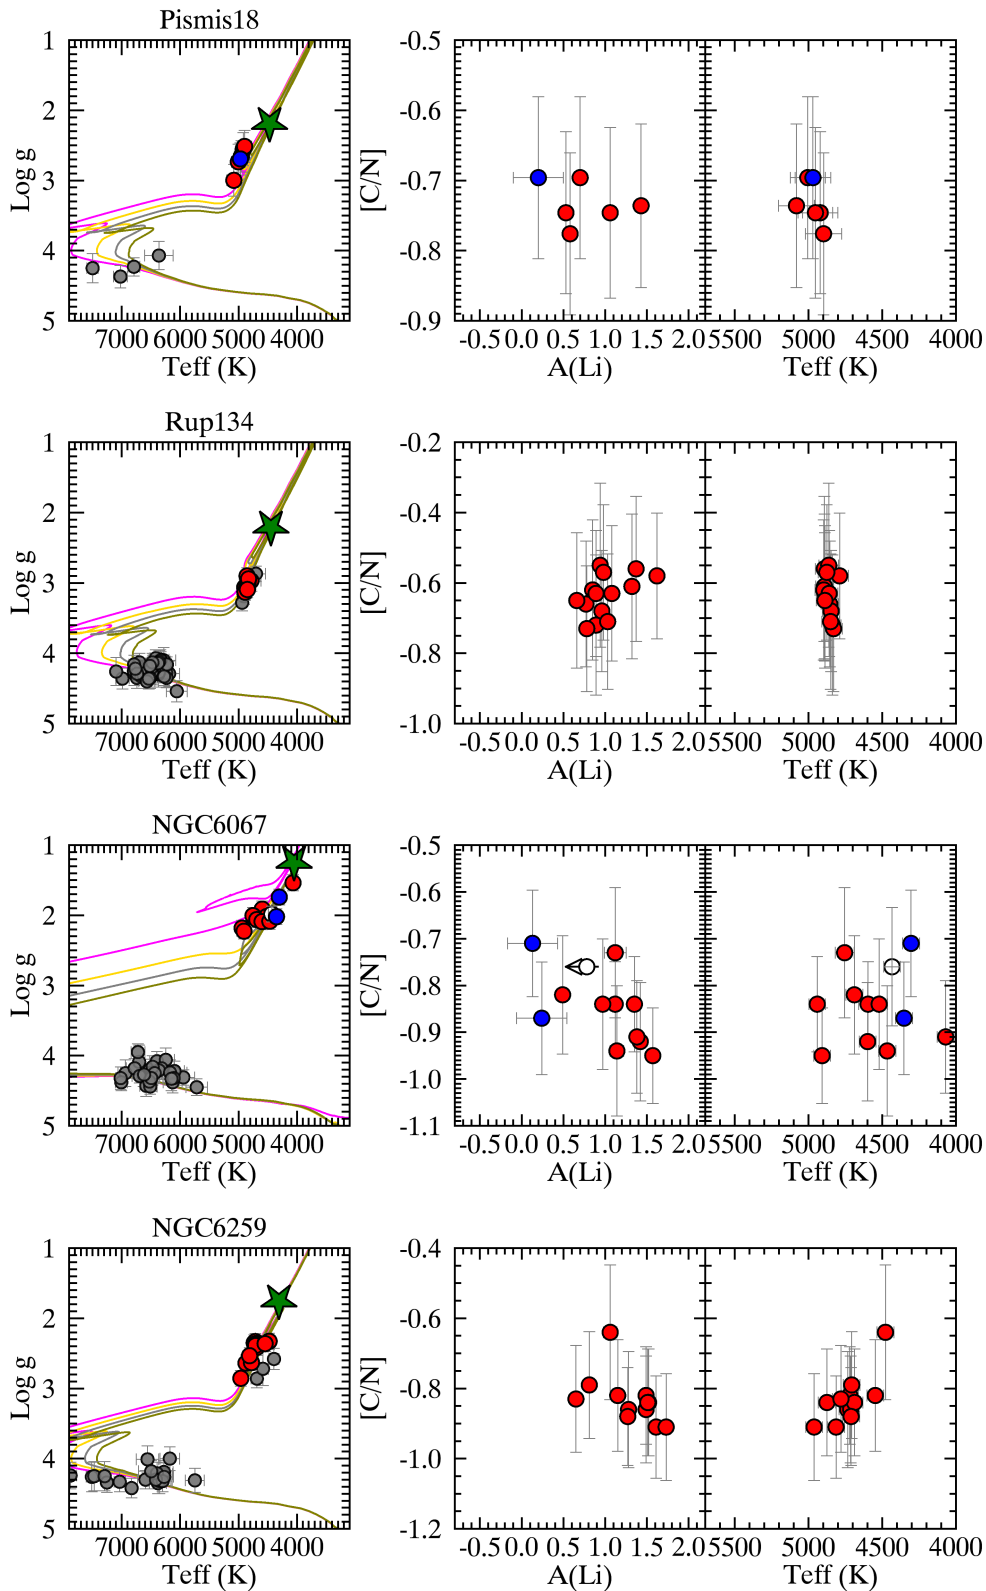 Pismis18
1
2
3
4
5
Log g
7000 6000 5000 4000
Teff (K)
-0.5
-0.6
-0.7
-0.8
-0.9
[C/N]
-0.5 0.0 0.5 1.0 1.5 2.0
A(Li)
5500 5000 4500 4000
Teff (K)
Rup134
1
2
3
4
5
Log g
7000 6000 5000 4000
Teff (K)
-0.2
-0.4
-0.6
-0.8
-1.0
[C/N]
-0.5 0.0 0.5 1.0 1.5 2.0
A(Li)
5500 5000 4500 4000
Teff (K)
NGC6067
1
2
3
4
5
Log g
7000 6000 5000 4000
Teff (K)
-0.5
-0.6
-0.7
-0.8
-0.9
-1.0
-1.1
[C/N]
-0.5 0.0 0.5 1.0 1.5 2.0
A(Li)
5500 5000 4500 4000
Teff (K)
NGC6259
1
2
3
4
5
Log g
7000 6000 5000 4000
Teff (K)
-0.4
-0.6
-0.8
-1.0
-1.2
[C/N]
-0.5 0.0 0.5 1.0 1.5 2.0
A(Li)
5500 5000 4500 4000
Teff (K)